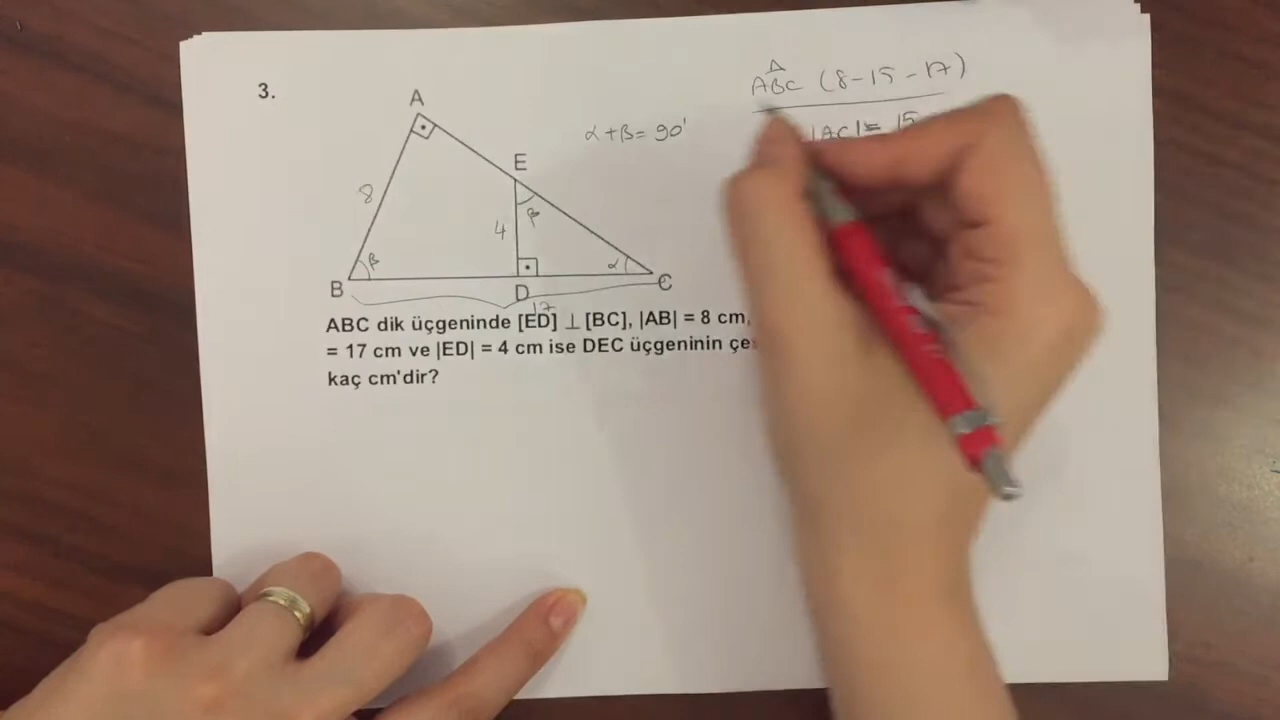 3.
ABC (8-15-17)
|AC| = 15
α+β=90°
A
E
8
4
β
β
α
B
D
C
17
ABC dik üçgeninde [ED] ⊥ [BC], |AB| = 8 cm,
= 17 cm ve |ED| = 4 cm ise DEC üçgeninin
kaç cm'dir?